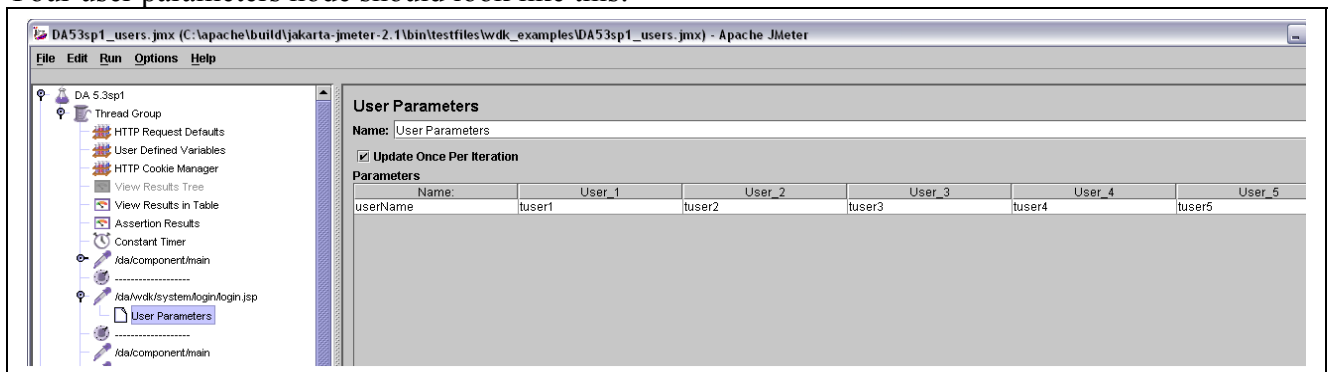 Your user parameters node should look like this:
DA53sp1_users.jmx (C:\apache\build\jakarta-jmeter-2.1\bin\testfiles\wdk_examples\DA53sp1_users.jmx) - Apache JMeter
File Edit Run Options Help
DA 5.3sp1
Thread Group
HTTP Request Defaults
User Defined Variables
HTTP Cookie Manager
View Results Tree
View Results in Table
Assertion Results
Constant Timer
/da/component/main
------------------
/da/wdk/system/login/login.jsp
User Parameters
------------------
/da/component/main
User Parameters
Name: User Parameters
Update Once Per Iteration
Parameters
Name: User_1 User_2 User_3 User_4 User_5
userName tuser1 tuser2 tuser3 tuser4 tuser5